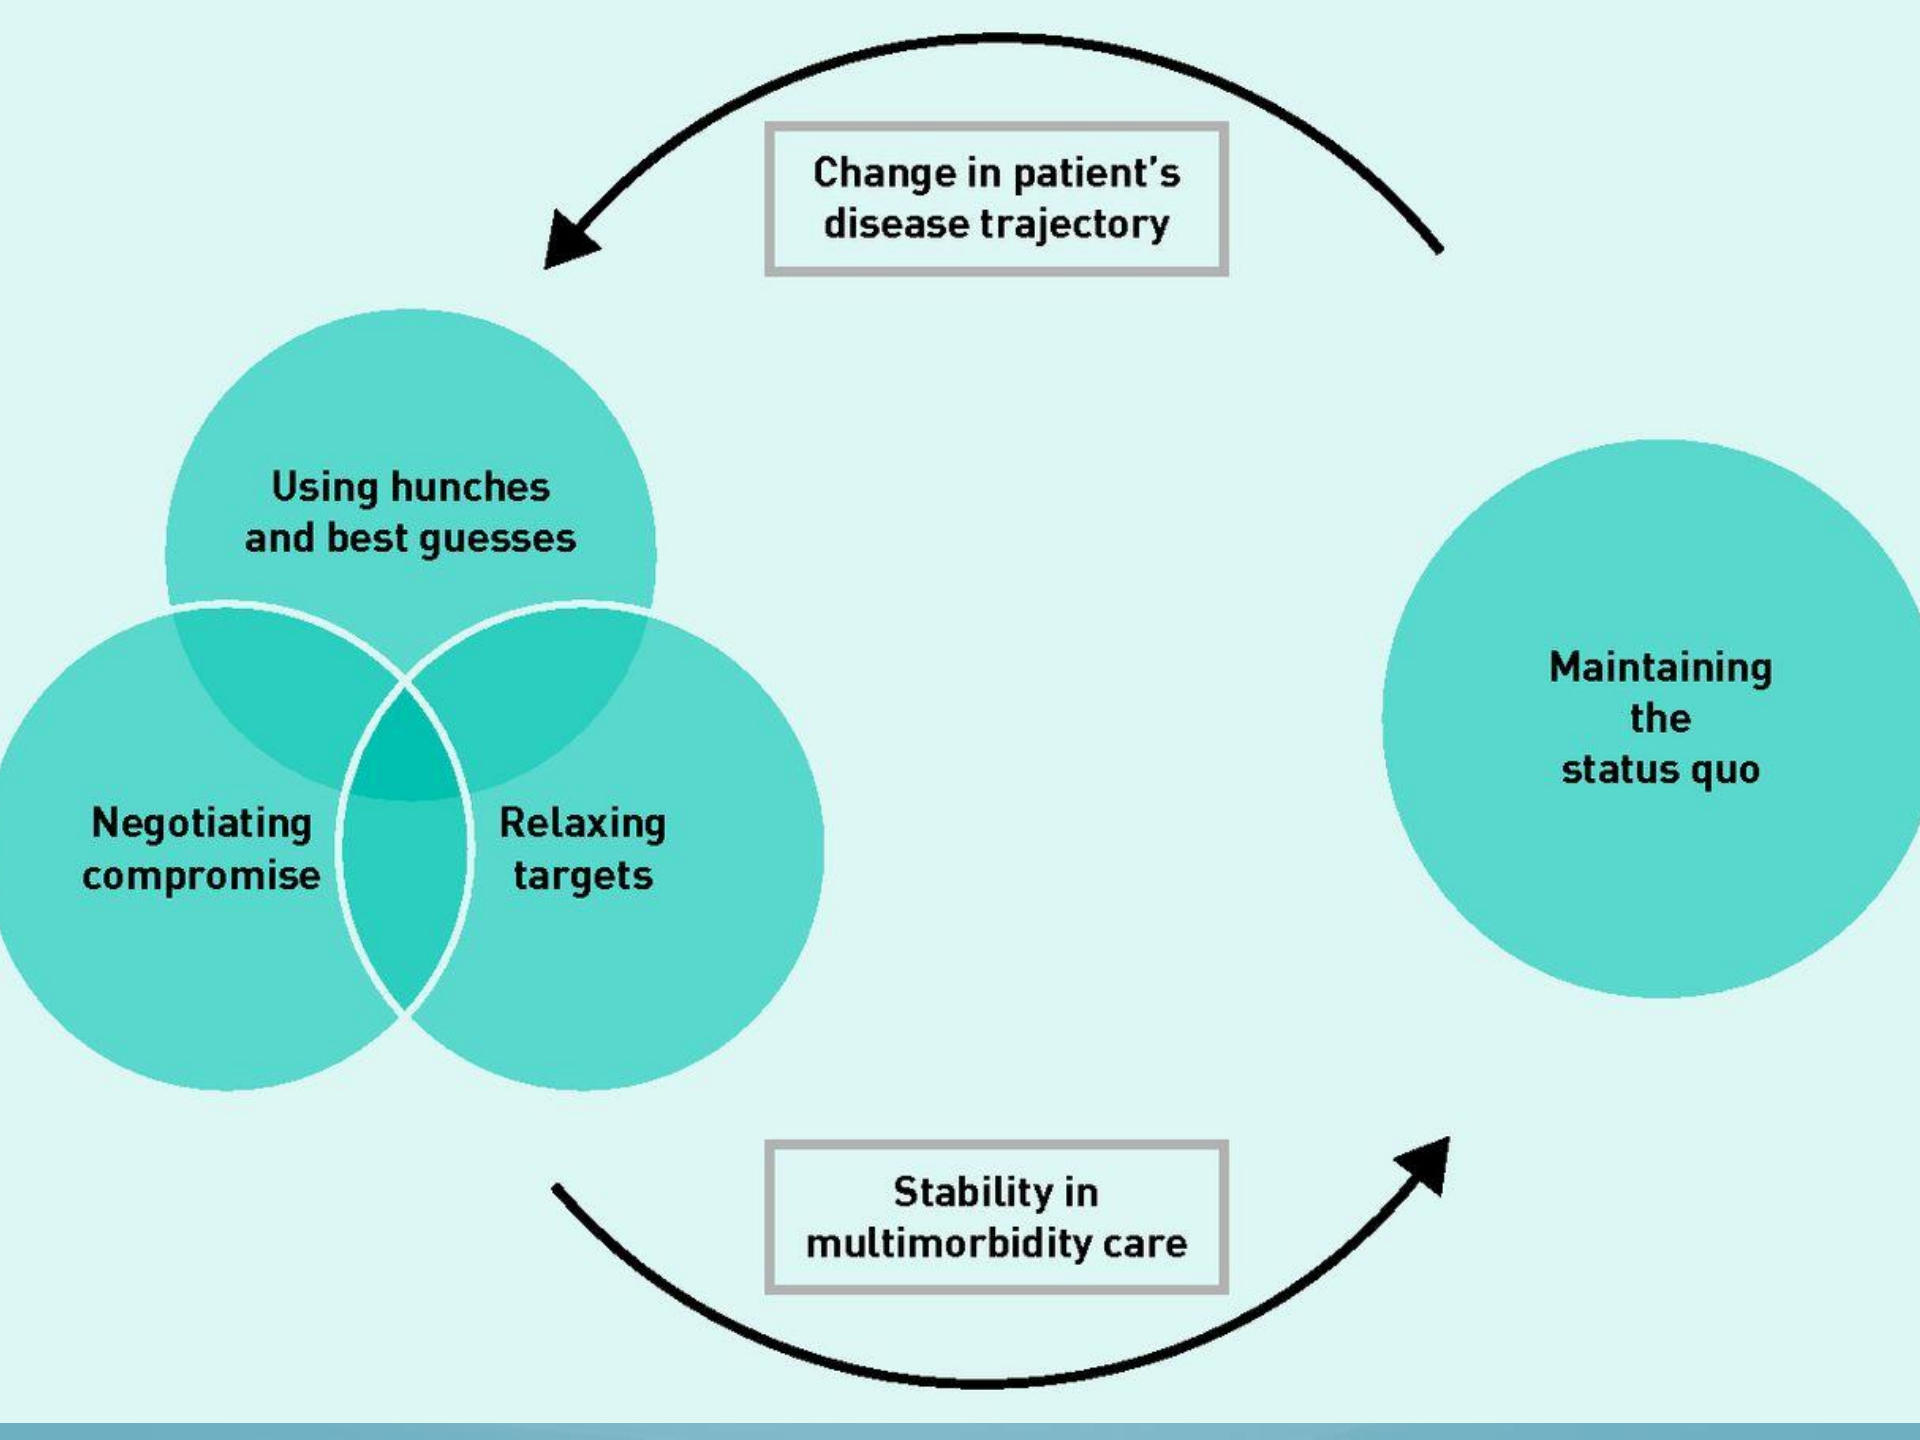 Change in patient's
disease trajectory
Using hunches
and best guesses
Negotiating
compromise
Relaxing
targets
Maintaining
the
status quo
Stability in
multimorbidity care